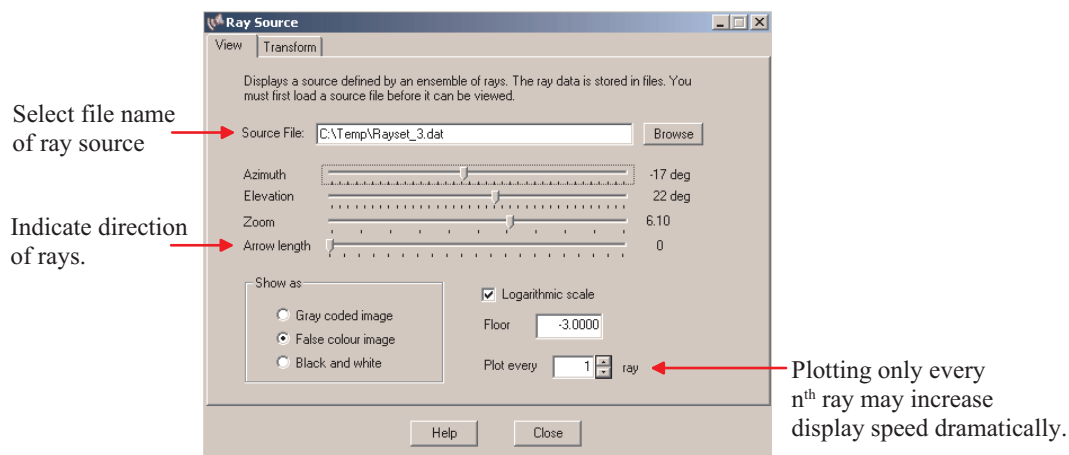 Ray Source
View Transform
Displays a source defined by an ensemble of rays. The ray data is stored in files. You
must first load a source file before it can be viewed.
Select file name
of ray source
Source File: C:\Temp\Rayset_3.dat Browse
Azimuth -17 deg
Elevation 22 deg
Zoom 6.10
Arrow length 0
Indicate direction
of rays.
Show as
Gray coded image
False colour image
Black and white
Logarithmic scale
Floor -3.0000
Plot every 1 ray
Plotting only every
nth ray may increase
display speed dramatically.
Help Close